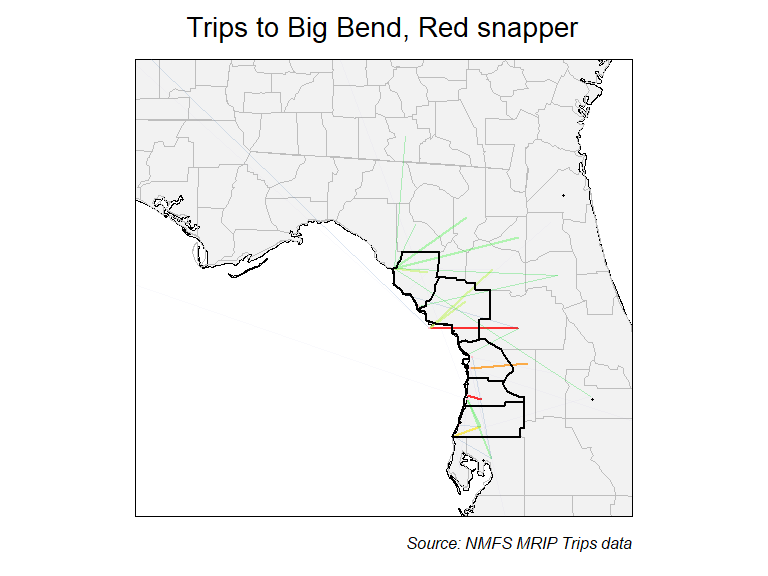 Trips to Big Bend, Red snapper
Source: NMFS MRIP Trips data